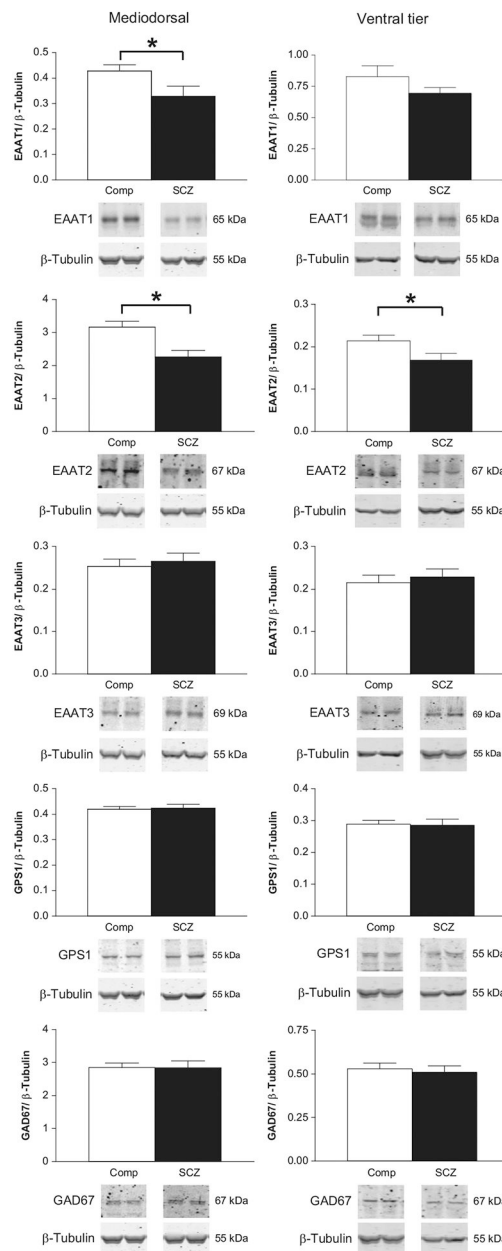 Mediodorsal
Ventral tier
*
EAAT1/ β-Tubulin
0.5
0.4
0.3
0.2
0.1
0.0
Comp SCZ
EAAT1 65 kDa
β-Tubulin 55 kDa
EAAT1/ β-Tubulin
1.00
0.75
0.50
0.25
0.0
Comp SCZ
EAAT1 65 kDa
β-Tubulin 55 kDa
*
EAAT2/ β-Tubulin
4
3
2
1
0
Comp SCZ
EAAT2 67 kDa
β-Tubulin 55 kDa
*
EAAT2/ β-Tubulin
0.3
0.2
0.1
0.0
Comp SCZ
EAAT2 67 kDa
β-Tubulin 55 kDa
EAAT3/ β-Tubulin
0.3
0.2
0.1
0.0
Comp SCZ
EAAT3 69 kDa
β-Tubulin 55 kDa
EAAT3/ β-Tubulin
0.3
0.2
0.1
0.0
Comp SCZ
EAAT3 69 kDa
β-Tubulin 55 kDa
GPS1/ β-Tubulin
0.5
0.4
0.3
0.2
0.1
0.0
Comp SCZ
GPS1 55 kDa
β-Tubulin 55 kDa
GPS1/ β-Tubulin
0.4
0.3
0.2
0.1
0.0
Comp SCZ
GPS1 55 kDa
β-Tubulin 55 kDa
GAD67/ β-Tubulin
4
3
2
1
0
Comp SCZ
GAD67 67 kDa
β-Tubulin 55 kDa
GAD67/ β-Tubulin
0.75
0.50
0.25
0.00
Comp SCZ
GAD67 67 kDa
β-Tubulin 55 kDa